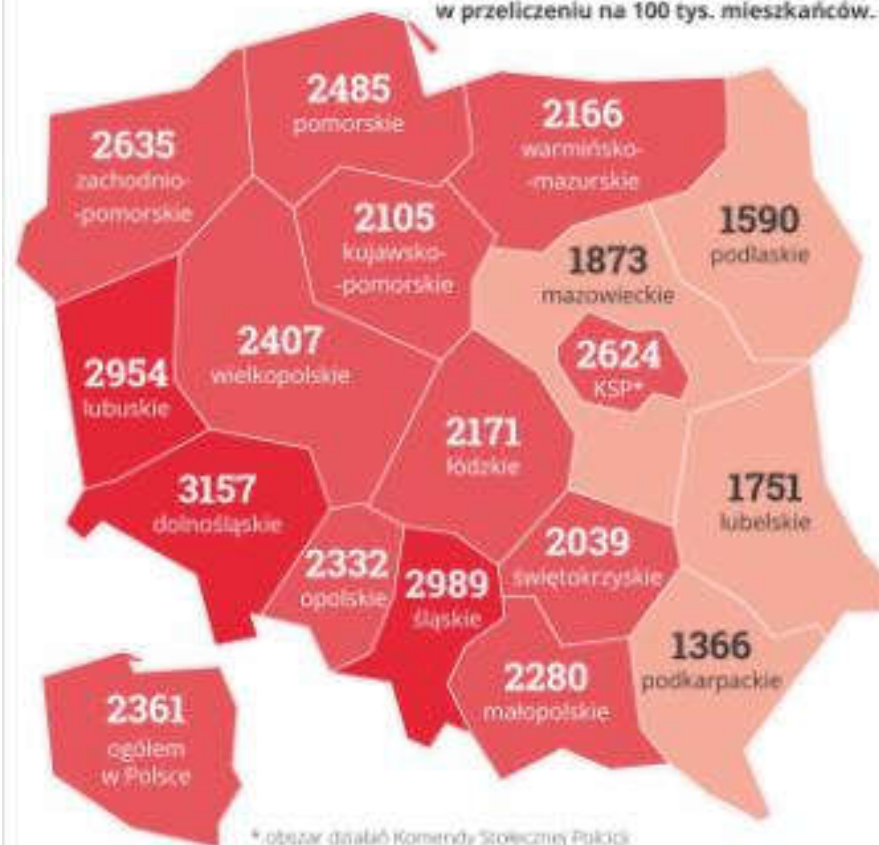 w przeliczeniu na 100 tys. mieszkańców.
2485
pomorskie
2166
warmińsko-
-mazurskie
2635
zachodnio-
-pomorskie
1590
podlaskie
2105
kujawsko-
-pomorskie
1873
mazowieckie
2407
wielkopolskie
2624
KSP*
2954
lubuskie
2171
łódzkie
3157
dolnośląskie
1751
lubelskie
2332
opolskie
2989
śląskie
2039
świętokrzyskie
1366
podkarpackie
2280
małopolskie
2361
ogółem
w Polsce
* obszar działań Komendy Stołecznej Policji